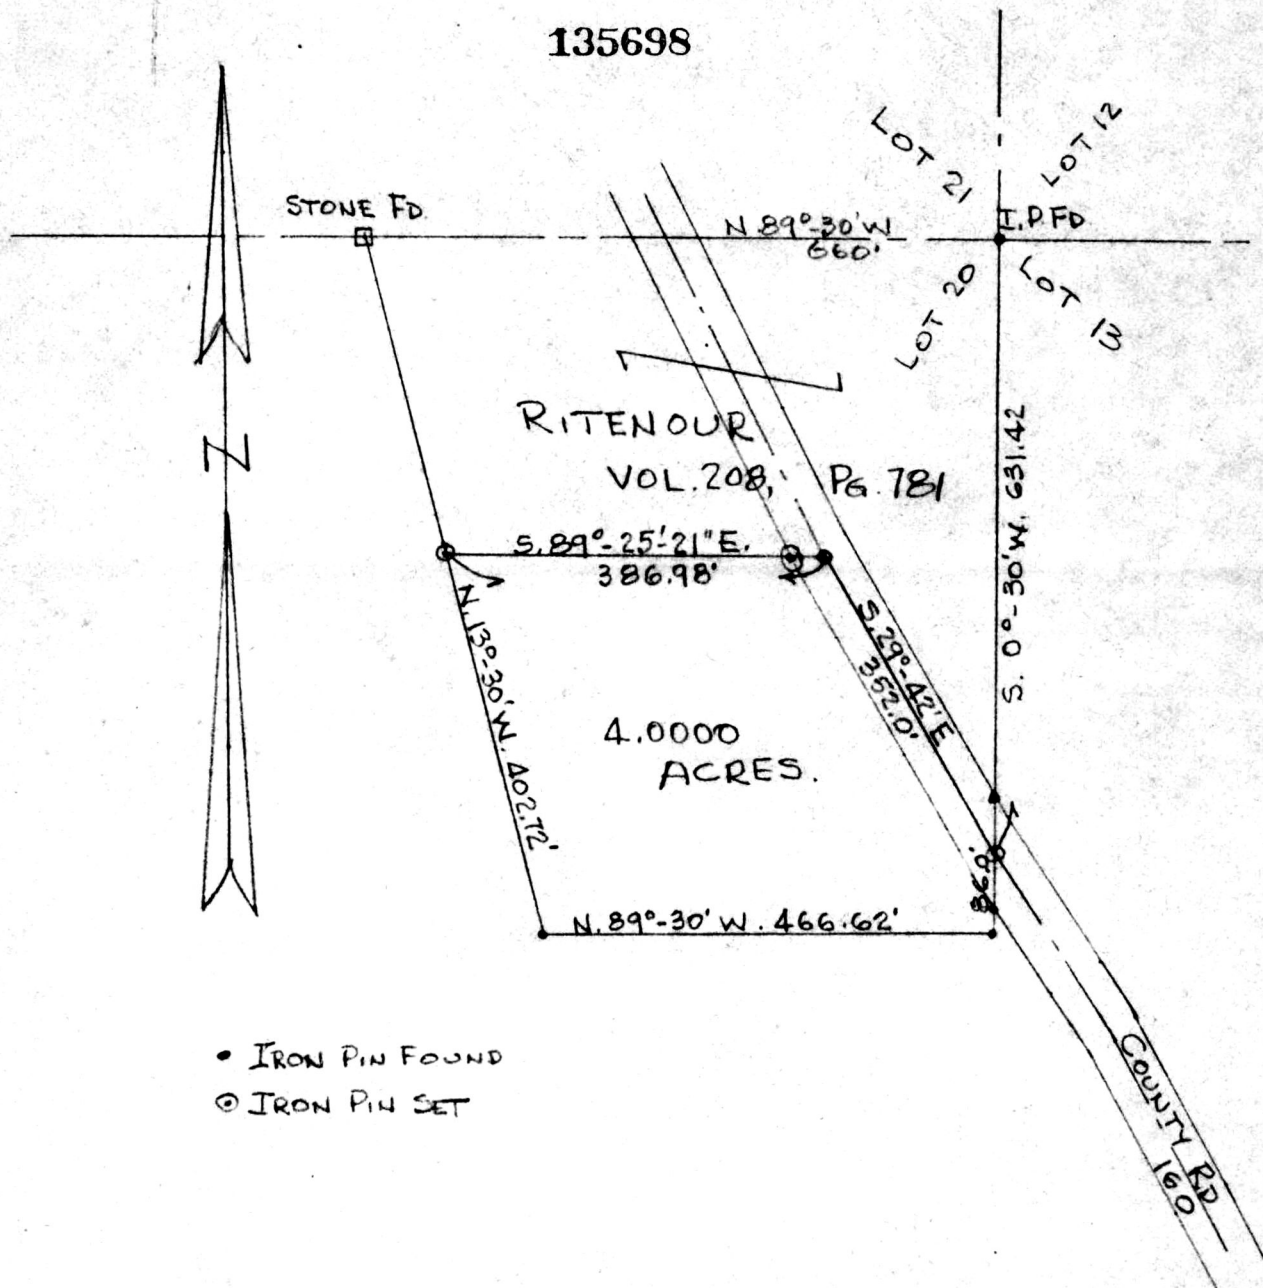 135698
LOT 21
LOT 12
STONE FD.
I.P. FD
N.89°-30'W
660'
LOT 20
LOT 13
N
RITENOUR
VOL. 208, PG. 781
S. 0°-30'W. 631.42
S.89°-25'-21"E.
386.98'
N.13°-30'W. 402.72'
S.29°-42'E
352.0'
4.0000
ACRES.
86.0'
N.89°-30'W. 466.62'
• IRON PIN FOUND
⊙ IRON PIN SET
COUNTY RD
160